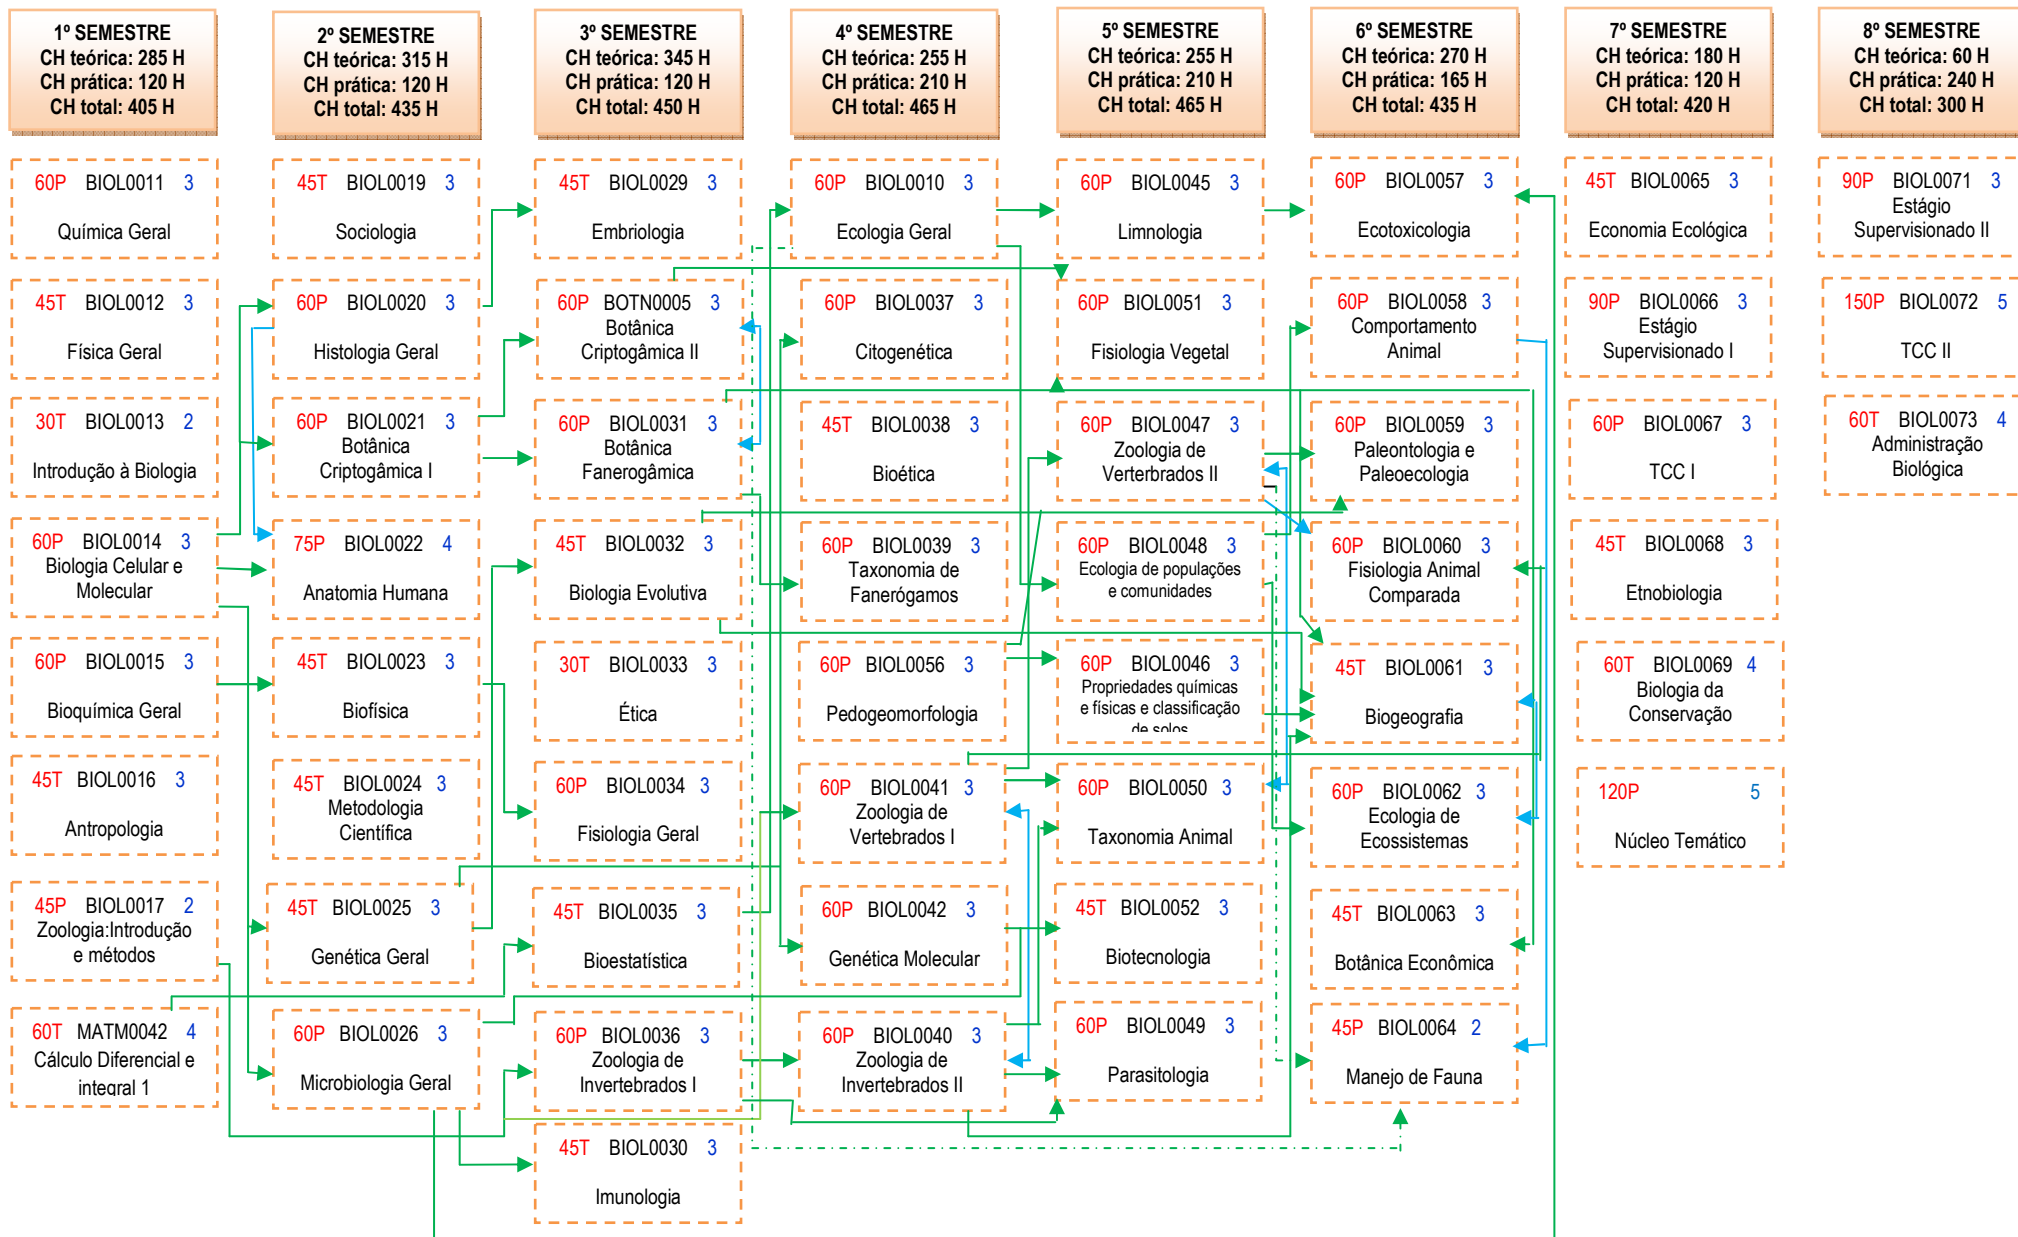 1º SEMESTRE
CH teórica: 285 H
CH prática: 120 H
CH total: 405 H
2º SEMESTRE
CH teórica: 315 H
CH prática: 120 H
CH total: 435 H
3º SEMESTRE
CH teórica: 345 H
CH prática: 120 H
CH total: 450 H
4º SEMESTRE
CH teórica: 255 H
CH prática: 210 H
CH total: 465 H
5º SEMESTRE
CH teórica: 255 H
CH prática: 210 H
CH total: 465 H
6º SEMESTRE
CH teórica: 270 H
CH prática: 165 H
CH total: 435 H
7º SEMESTRE
CH teórica: 180 H
CH prática: 120 H
CH total: 420 H
8º SEMESTRE
CH teórica: 60 H
CH prática: 240 H
CH total: 300 H
60P BIOL0011 3
Química Geral
45T BIOL0012 3
Física Geral
30T BIOL0013 2
Introdução à Biologia
60P BIOL0014 3
Biologia Celular e
Molecular
60P BIOL0015 3
Bioquímica Geral
45T BIOL0016 3
Antropologia
45P BIOL0017 2
Zoologia:Introdução
e métodos
60T MATM0042 4
Cálculo Diferencial e
integral 1
45T BIOL0019 3
Sociologia
60P BIOL0020 3
Histologia Geral
60P BIOL0021 3
Botânica
Criptogâmica I
75P BIOL0022 4
Anatomia Humana
45T BIOL0023 3
Biofísica
45T BIOL0024 3
Metodologia
Científica
45T BIOL0025 3
Genética Geral
60P BIOL0026 3
Microbiologia Geral
45T BIOL0029 3
Embriologia
60P BOTN0005 3
Botânica
Criptogâmica II
60P BIOL0031 3
Botânica
Fanerogâmica
45T BIOL0032 3
Biologia Evolutiva
30T BIOL0033 3
Ética
60P BIOL0034 3
Fisiologia Geral
45T BIOL0035 3
Bioestatística
60P BIOL0036 3
Zoologia de
Invertebrados I
45T BIOL0030 3
Imunologia
60P BIOL0010 3
Ecologia Geral
60P BIOL0037 3
Citogenética
45T BIOL0038 3
Bioética
60P BIOL0039 3
Taxonomia de
Fanerógamos
60P BIOL0056 3
Pedogeomorfologia
60P BIOL0041 3
Zoologia de
Vertebrados I
60P BIOL0042 3
Genética Molecular
60P BIOL0040 3
Zoologia de
Invertebrados II
60P BIOL0045 3
Limnologia
60P BIOL0051 3
Fisiologia Vegetal
60P BIOL0047 3
Zoologia de
Verterbrados II
60P BIOL0048 3
Ecologia de populações
e comunidades
60P BIOL0046 3
Propriedades químicas
e físicas e classificação
de solos
60P BIOL0050 3
Taxonomia Animal
45T BIOL0052 3
Biotecnologia
60P BIOL0049 3
Parasitologia
60P BIOL0057 3
Ecotoxicologia
60P BIOL0058 3
Comportamento
Animal
60P BIOL0059 3
Paleontologia e
Paleoecologia
60P BIOL0060 3
Fisiologia Animal
Comparada
45T BIOL0061 3
Biogeografia
60P BIOL0062 3
Ecologia de
Ecossistemas
45T BIOL0063 3
Botânica Econômica
45P BIOL0064 2
Manejo de Fauna
45T BIOL0065 3
Economia Ecológica
90P BIOL0066 3
Estágio
Supervisionado I
60P BIOL0067 3
TCC I
45T BIOL0068 3
Etnobiologia
60T BIOL0069 4
Biologia da
Conservação
120P 5
Núcleo Temático
90P BIOL0071 3
Estágio
Supervisionado II
150P BIOL0072 5
TCC II
60T BIOL0073 4
Administração
Biológica